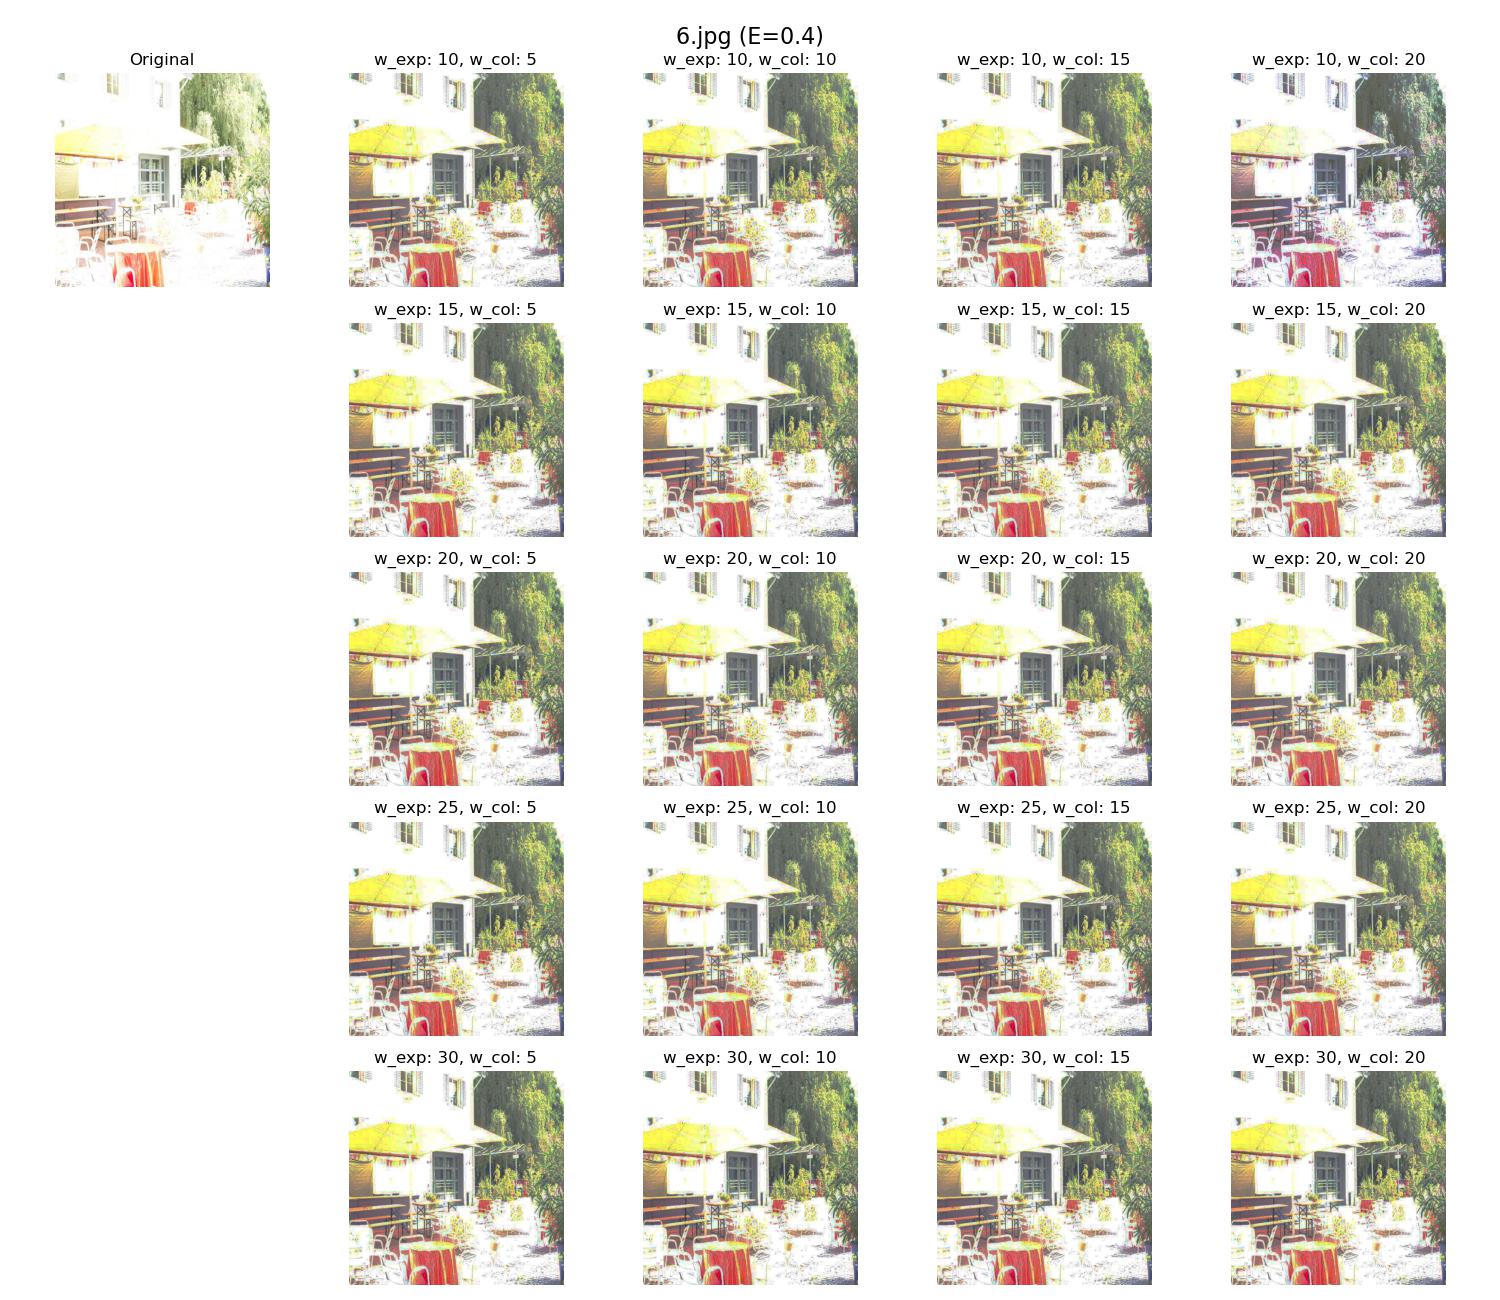 6.jpg (E=0.4)
Original
w_exp: 10, w_col: 5
w_exp: 10, w_col: 10
w_exp: 10, w_col: 15
w_exp: 10, w_col: 20
w_exp: 15, w_col: 5
w_exp: 15, w_col: 10
w_exp: 15, w_col: 15
w_exp: 15, w_col: 20
w_exp: 20, w_col: 5
w_exp: 20, w_col: 10
w_exp: 20, w_col: 15
w_exp: 20, w_col: 20
w_exp: 25, w_col: 5
w_exp: 25, w_col: 10
w_exp: 25, w_col: 15
w_exp: 25, w_col: 20
w_exp: 30, w_col: 5
w_exp: 30, w_col: 10
w_exp: 30, w_col: 15
w_exp: 30, w_col: 20